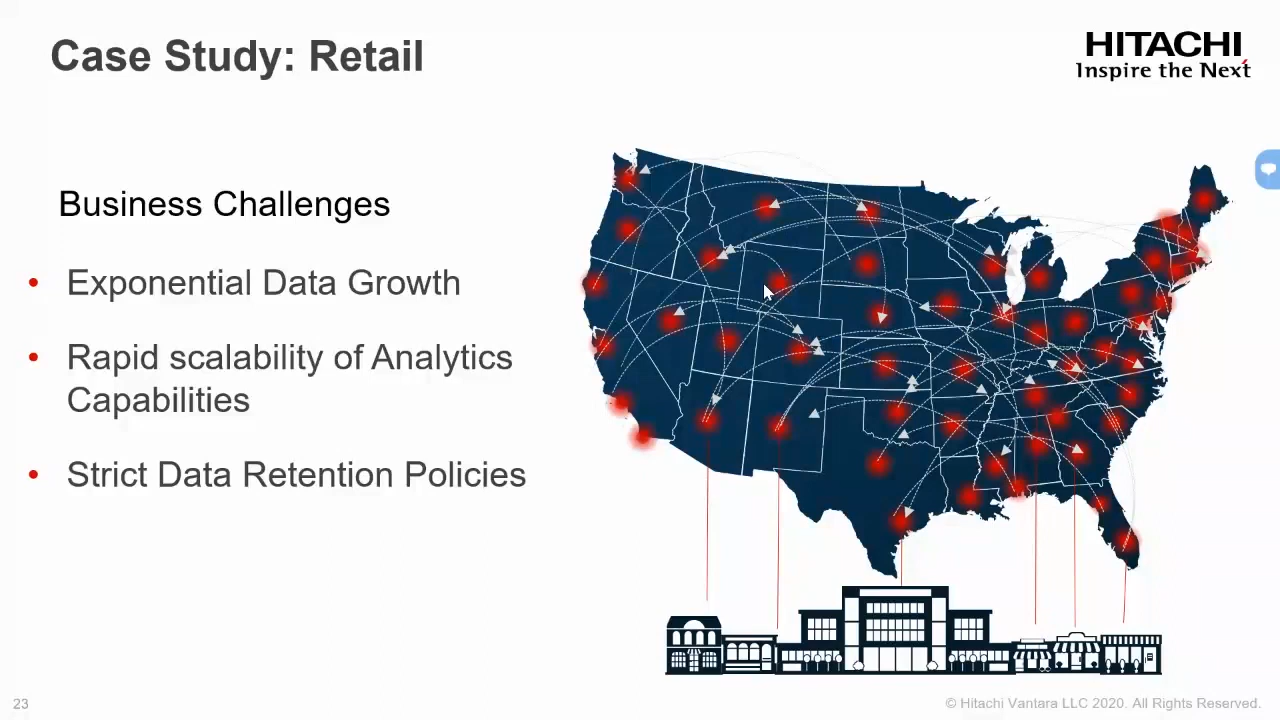 Case Study: Retail
HITACHI
Inspire the Next
Business Challenges
• Exponential Data Growth
• Rapid scalability of Analytics
Capabilities
• Strict Data Retention Policies
23
© Hitachi Vantara LLC 2020. All Rights Reserved.